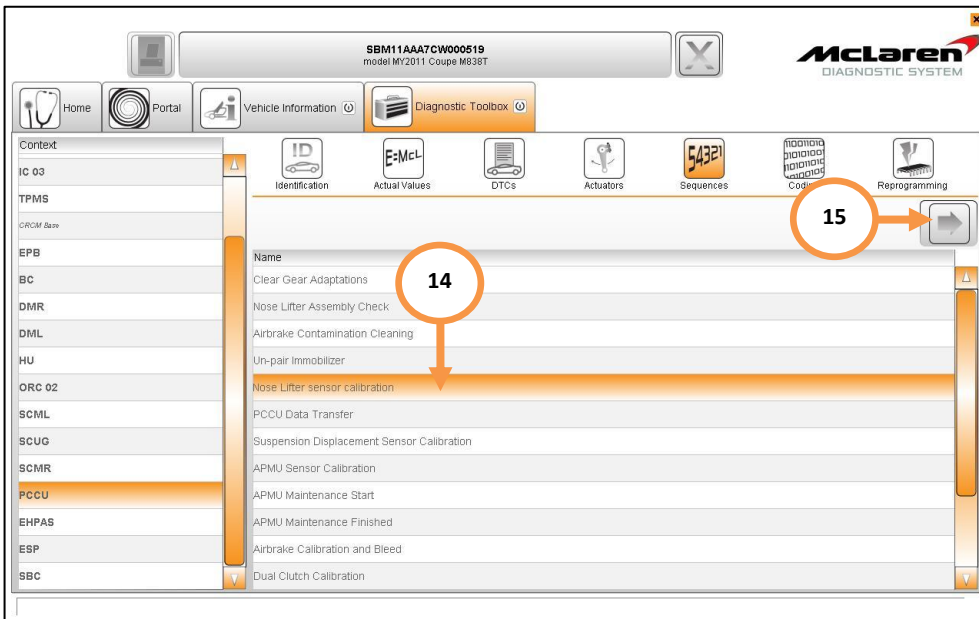 SBM11AAA7CW000519
model MY2011 Coupe M838T
X
McLaren
DIAGNOSTIC SYSTEM
Home
Portal
Vehicle Information
Diagnostic Toolbox
Context
IC 03
TPMS
CRCM Base
EPB
BC
DMR
DML
HU
ORC 02
SCML
SCUG
SCMR
PCCU
EHPAS
ESP
SBC
ID
Identification
E=McL
Actual Values
DTCs
Actuators
54321
Sequences
Reprogramming
15
Name
14
Clear Gear Adaptations
Nose Lifter Assembly Check
Airbrake Contamination Cleaning
Un-pair Immobilizer
Nose Lifter sensor calibration
PCCU Data Transfer
Suspension Displacement Sensor Calibration
APMU Sensor Calibration
APMU Maintenance Start
APMU Maintenance Finished
Airbrake Calibration and Bleed
Dual Clutch Calibration